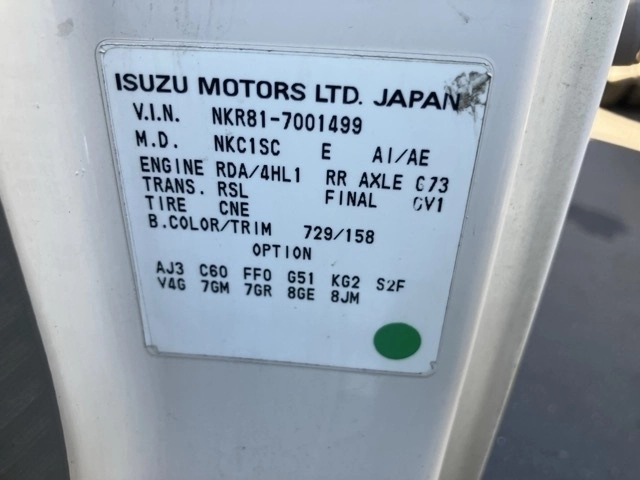 ISUZU MOTORS LTD. JAPAN
V.I.N. NKR81-7001499
M.D. NKC1SC E AI/AE
ENGINE RDA/4HL1 RR AXLE C73
TRANS. RSL FINAL CV1
TIRE CNE
B.COLOR/TRIM 729/158
OPTION
AJ3 C60 FF0 G51 KG2 S2F
V4G 7GM 7GR 8GE 8JM